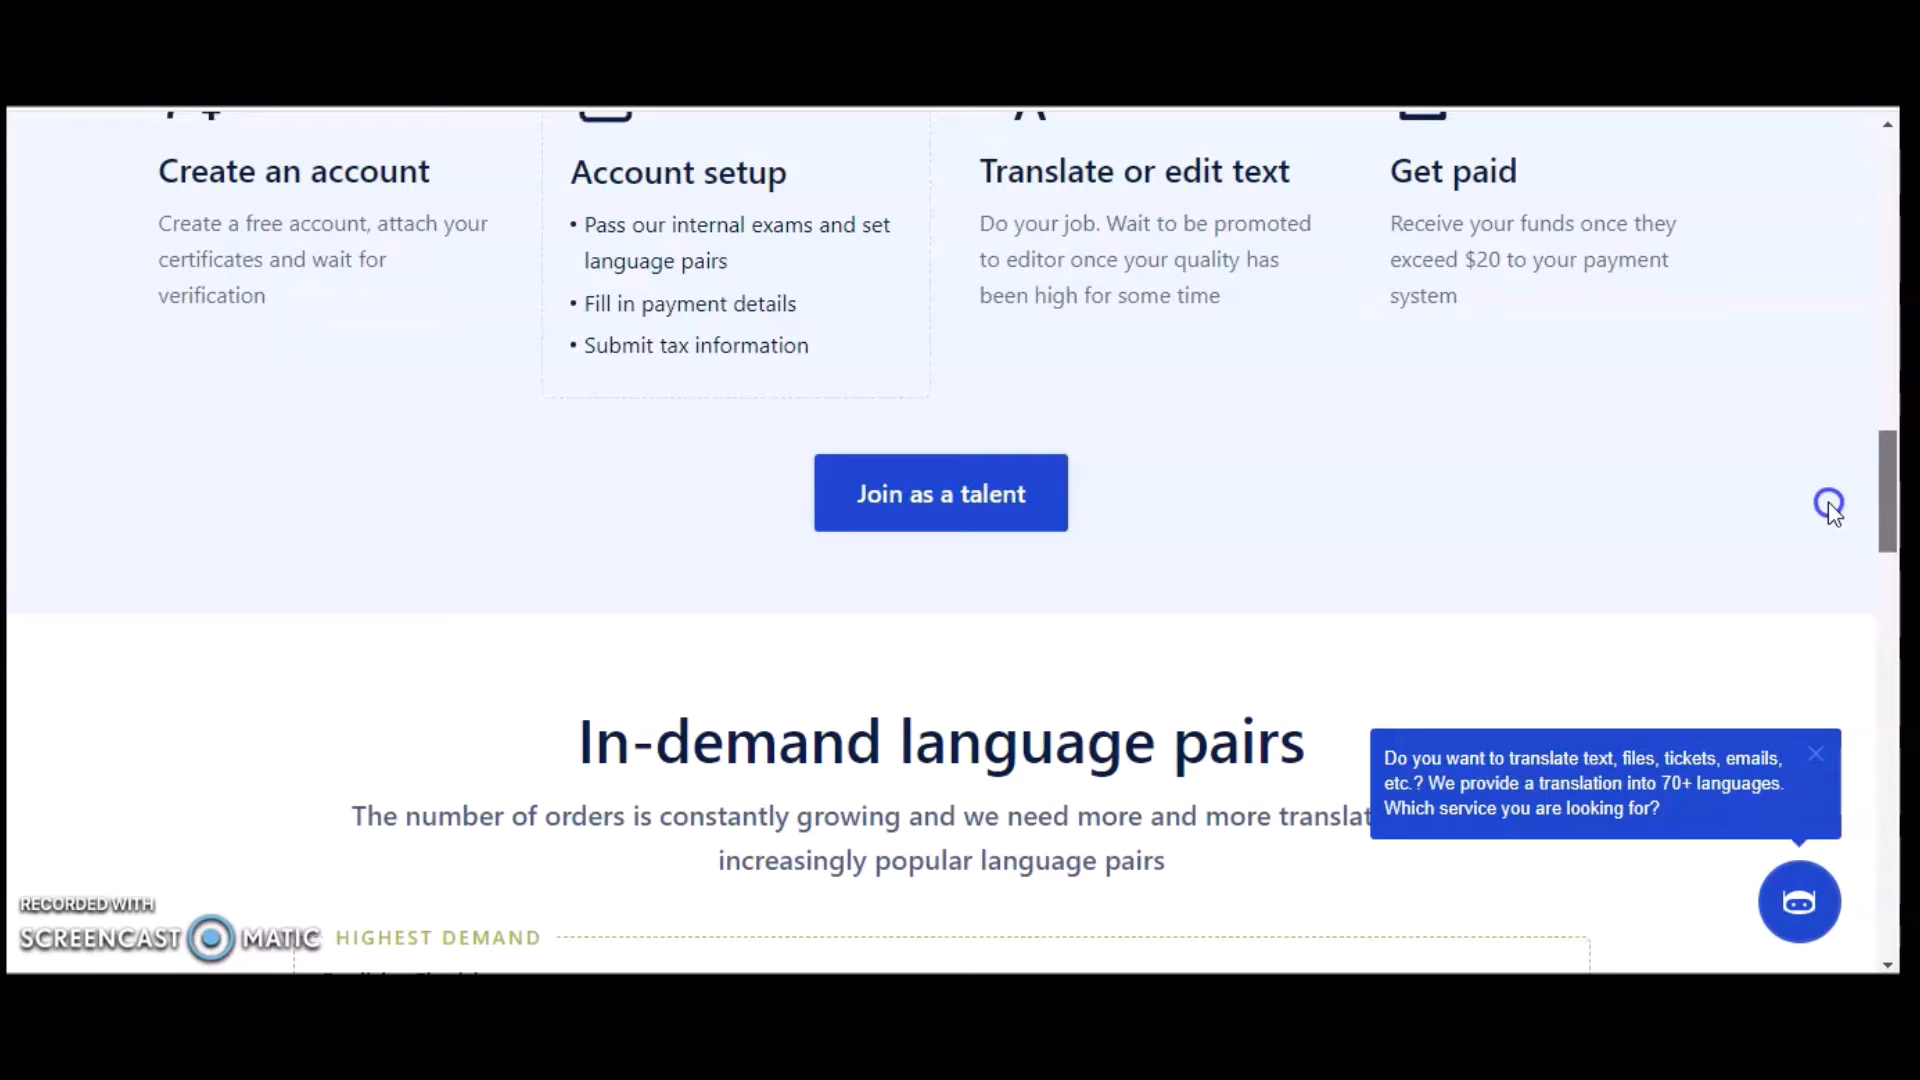 Create an account
Create a free account, attach your
certificates and wait for
verification
Account setup
• Pass our internal exams and set
language pairs
• Fill in payment details
• Submit tax information
Translate or edit text
Do your job. Wait to be promoted
to editor once your quality has
been high for some time
Get paid
Receive your funds once they
exceed $20 to your payment
system
Join as a talent
In-demand language pairs
The number of orders is constantly growing and we need more and more
increasingly popular language pairs
Do you want to translate text, files, tickets, emails,
etc.? We provide a translation into 70+ languages.
Which service you are looking for?
HIGHEST DEMAND
RECORDED WITH
SCREENCAST MATIC